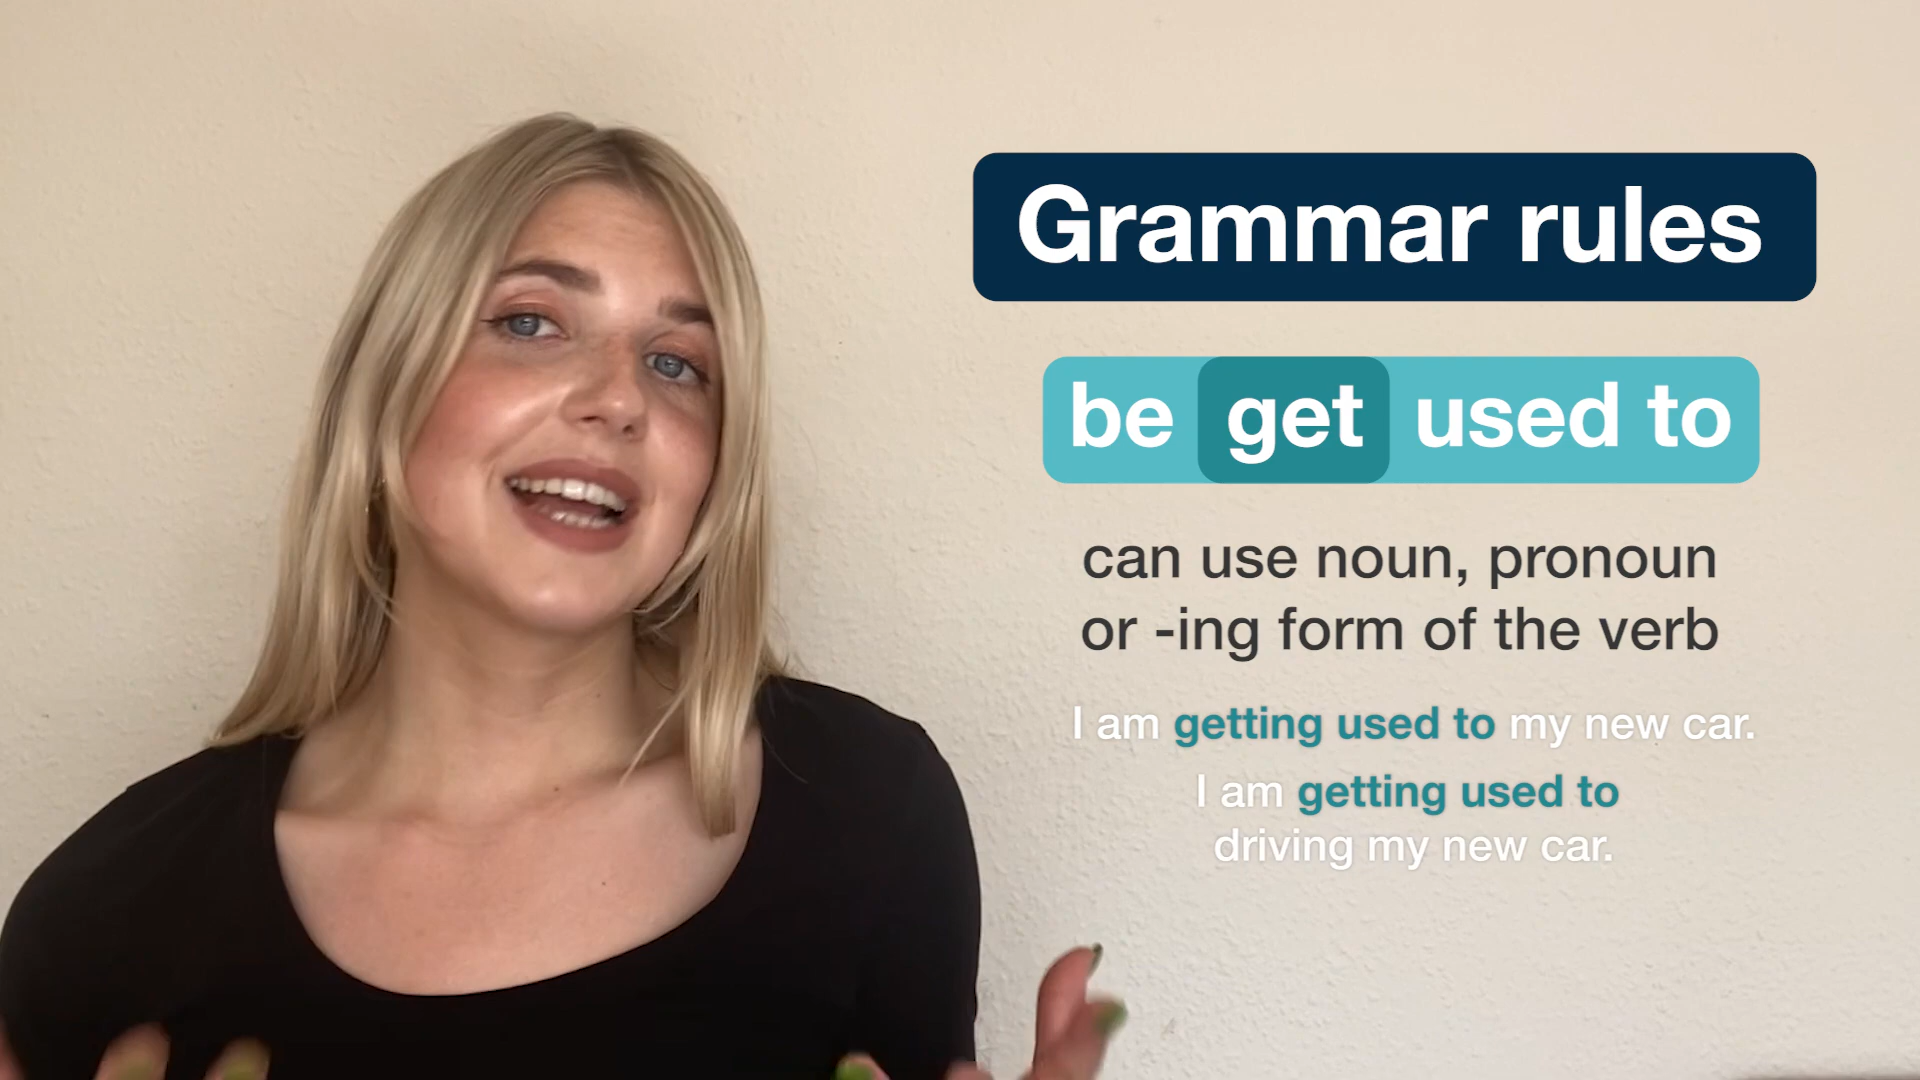 Grammar rules
be get used to
can use noun, pronoun
or -ing form of the verb
I am getting used to my new car.
I am getting used to
driving my new car.